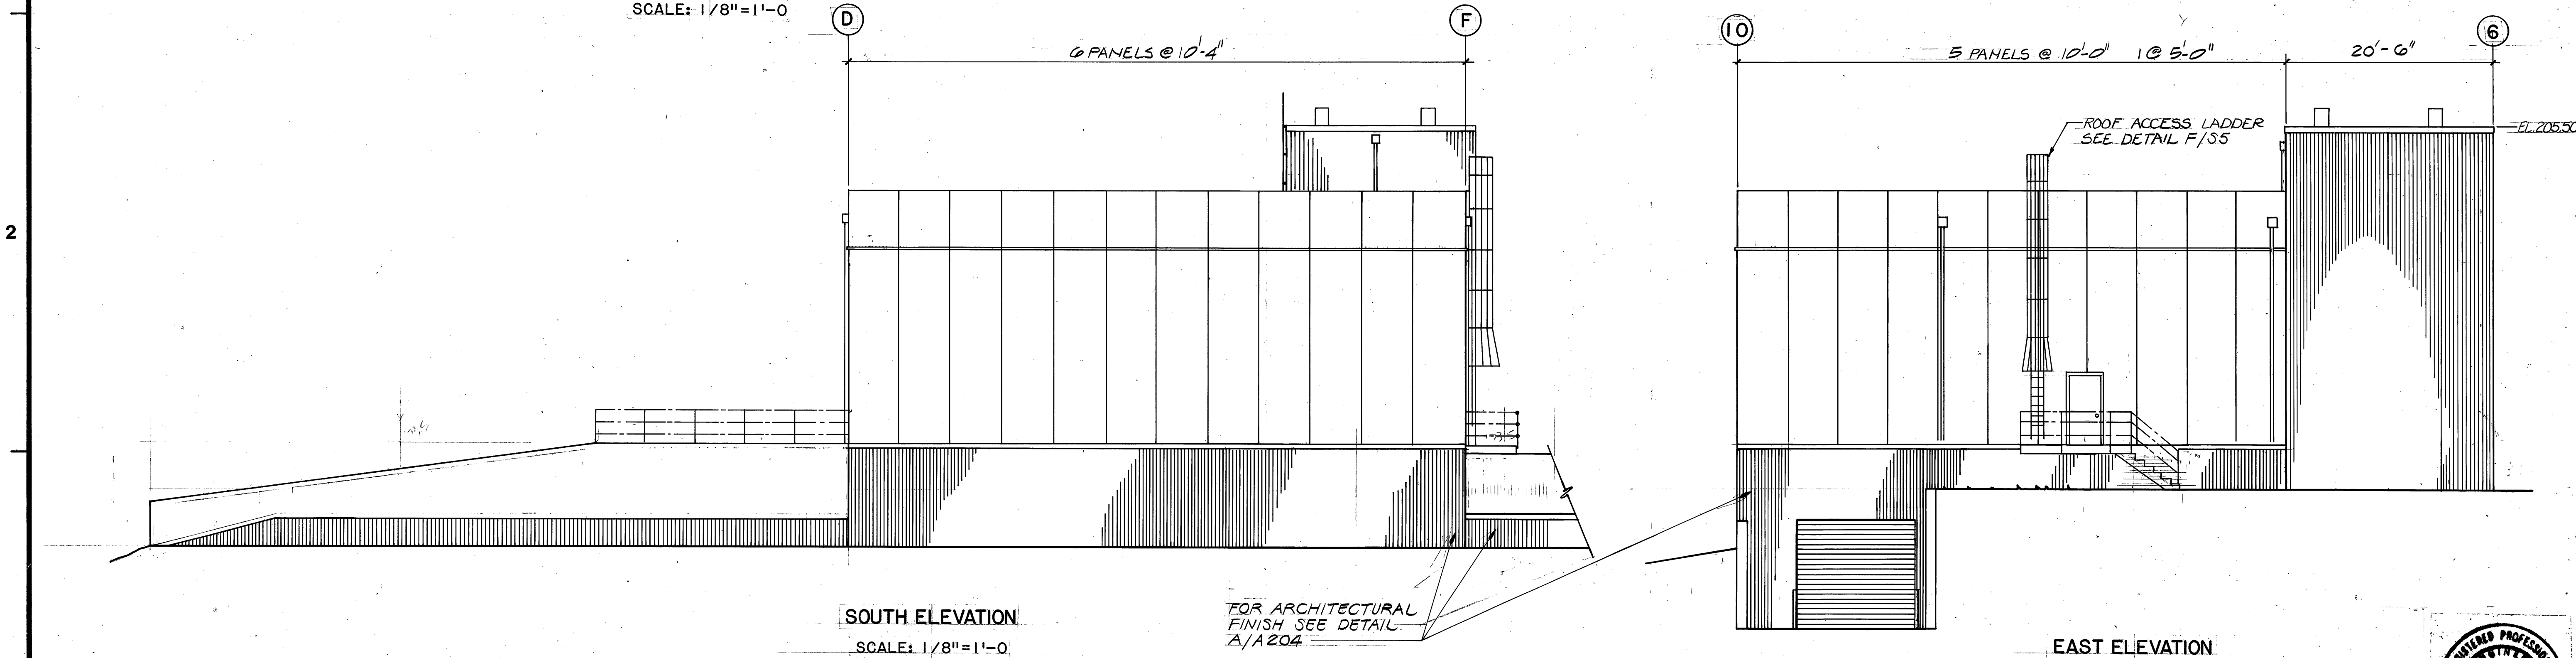 SCALE: 1/8"=1'-0
D
F
10
6
6 PANELS @ 10'-4"
5 PANELS @ 10'-0" 1 @ 5'-0"
20'-6"
ROOF ACCESS LADDER
SEE DETAIL F/S5
EL.205.50
2
SOUTH ELEVATION
SCALE: 1/8"=1'-0
FOR ARCHITECTURAL
FINISH SEE DETAIL
A/A204
EAST ELEVATION